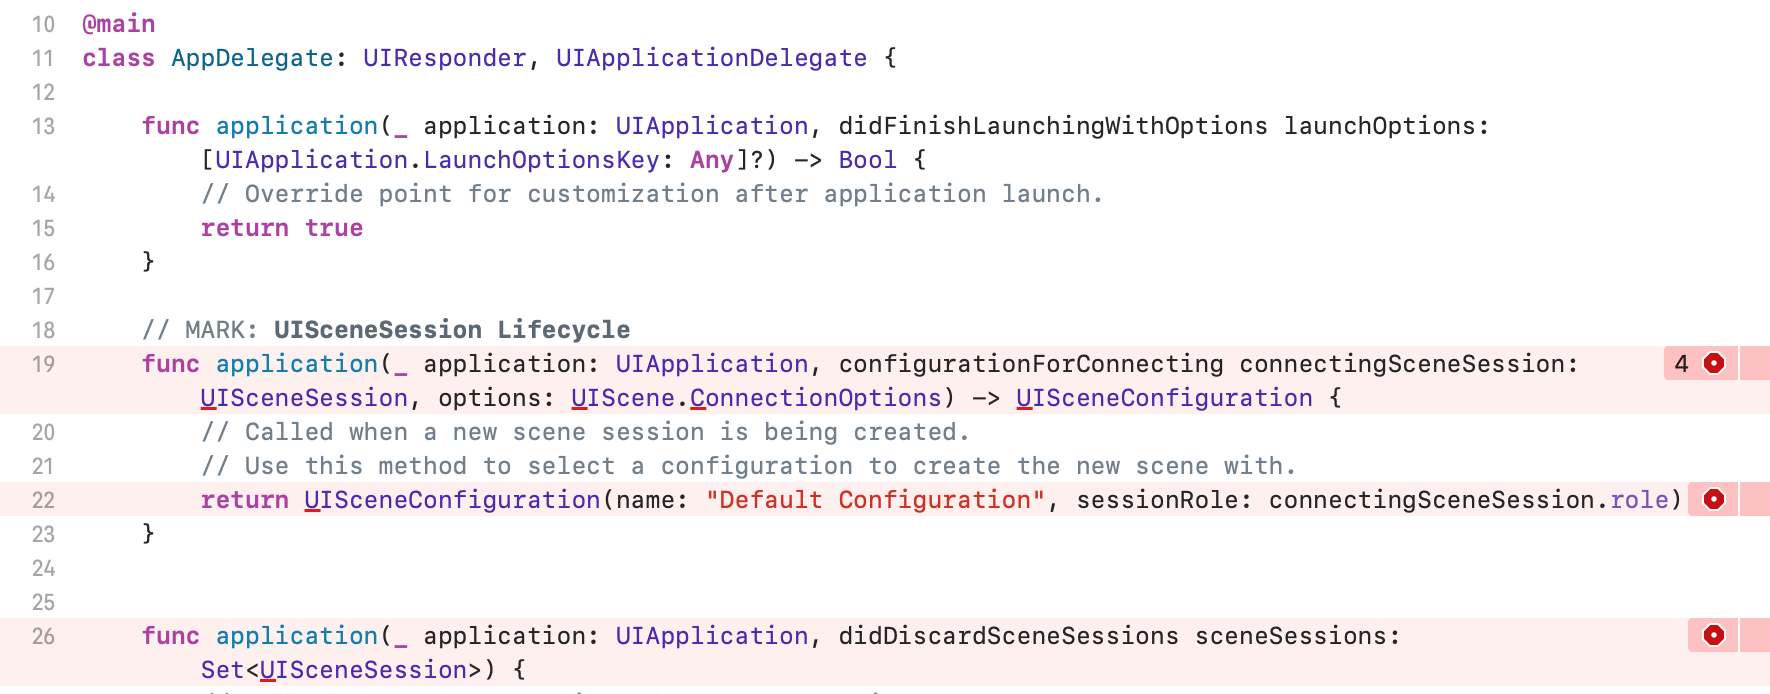 10 @main
11 class AppDelegate: UIResponder, UIApplicationDelegate {
12
13 func application(_ application: UIApplication, didFinishLaunchingWithOptions launchOptions:
[UIApplication.LaunchOptionsKey: Any]?) -> Bool {
14 // Override point for customization after application launch.
15 return true
16 }
17
18 // MARK: UISceneSession Lifecycle
19 func application(_ application: UIApplication, configurationForConnecting connectingSceneSession: 4
UISceneSession, options: UIScene.ConnectionOptions) -> UISceneConfiguration {
20 // Called when a new scene session is being created.
21 // Use this method to select a configuration to create the new scene with.
22 return UISceneConfiguration(name: "Default Configuration", sessionRole: connectingSceneSession.role)
23 }
24
25
26 func application(_ application: UIApplication, didDiscardSceneSessions sceneSessions:
Set<UISceneSession>) {